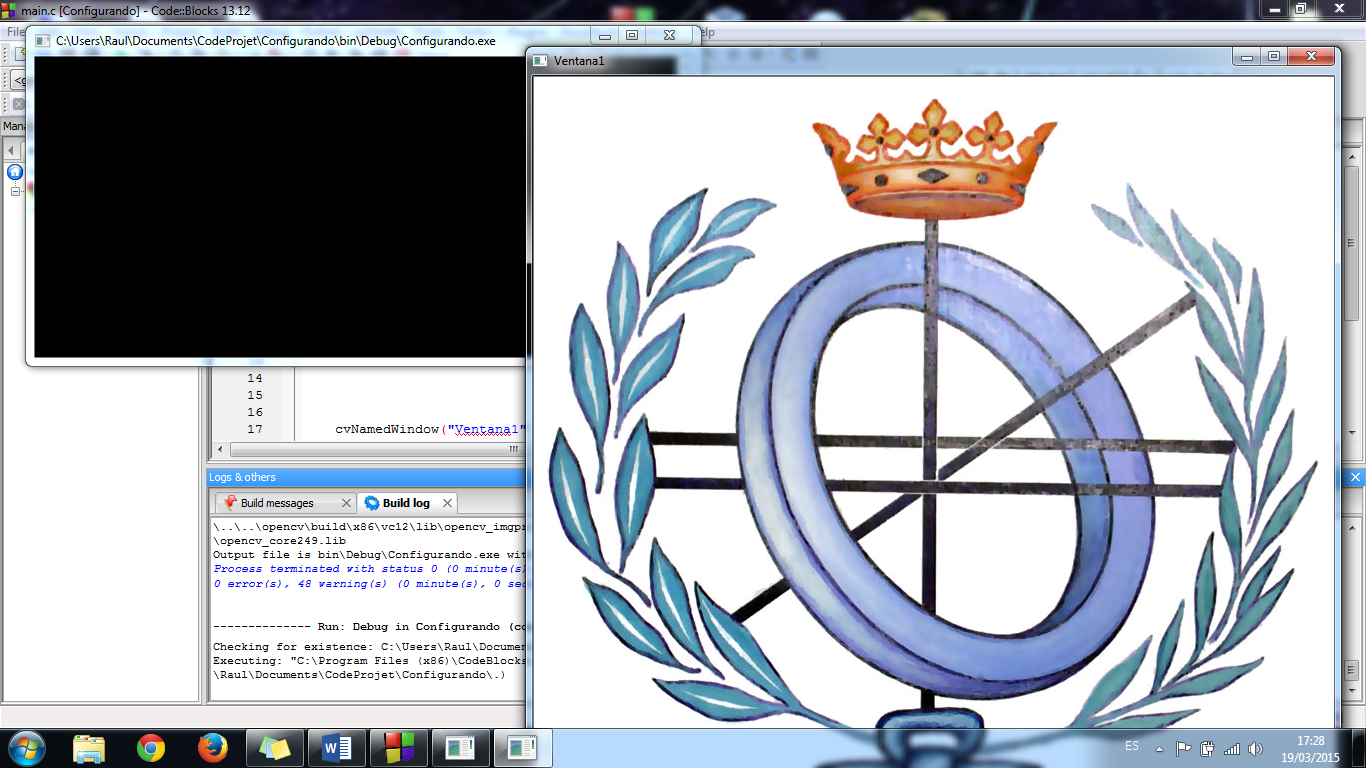 main.c [Configurando] - Code::Blocks 13.12
C:\Users\Raul\Documents\CodeProjet\Configurando\bin\Debug\Configurando.exe
Ventana1
14
15
16
17 cvNamedWindow("Ventana1"
Logs & others
Build messages Build log
\..\..\opencv\build\x86\vc12\lib\opencv_imgpr
\opencv_core249.lib
Output file is bin\Debug\Configurando.exe wit
Process terminated with status 0 (0 minute(s)
0 error(s), 48 warning(s) (0 minute(s), 0 sec
-------------- Run: Debug in Configurando (co
Checking for existence: C:\Users\Raul\Documen
Executing: "C:\Program Files (x86)\CodeBlocks
\Raul\Documents\CodeProjet\Configurando\.)
ES
17:28
19/03/2015